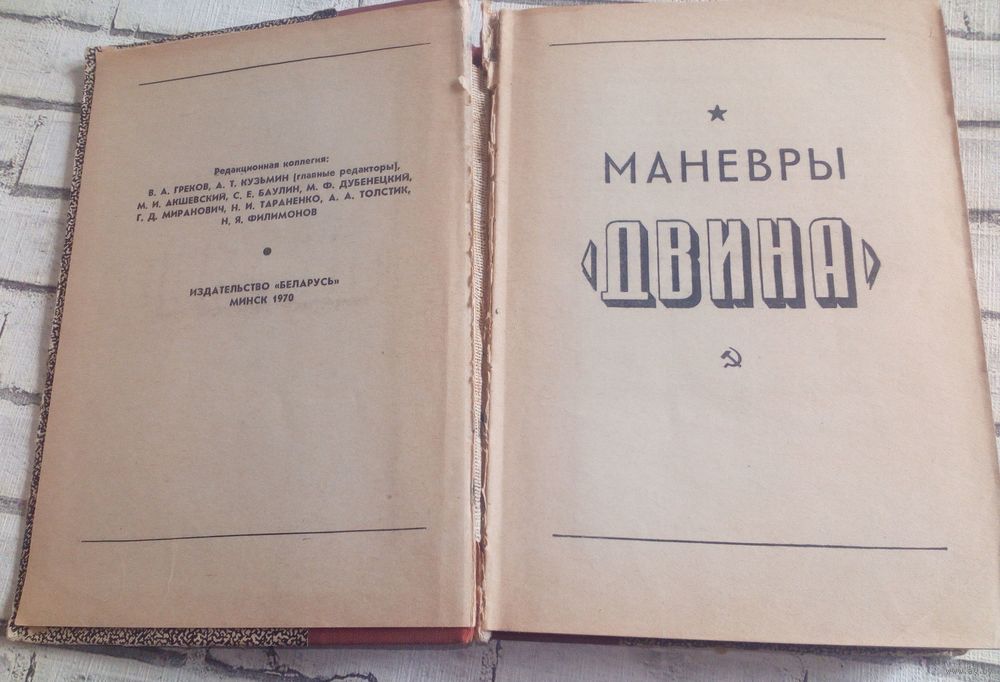 Редакционная коллегия:
В. А. ГРЕКОВ, А. Т. КУЗЬМИН [главные редакторы],
М. И. АКШЕВСКИЙ, С. Е. БАУЛИН, М. Ф. ДУБЕНЕЦКИЙ,
Г. Д. МИРАНОВИЧ, Н. И. ТАРАНЕНКО, А. А. ТОЛСТИК,
Н. Я. ФИЛИМОНОВ
ИЗДАТЕЛЬСТВО «БЕЛАРУСЬ»
МИНСК 1970
МАНЕВРЫ
‹ДВИНА›